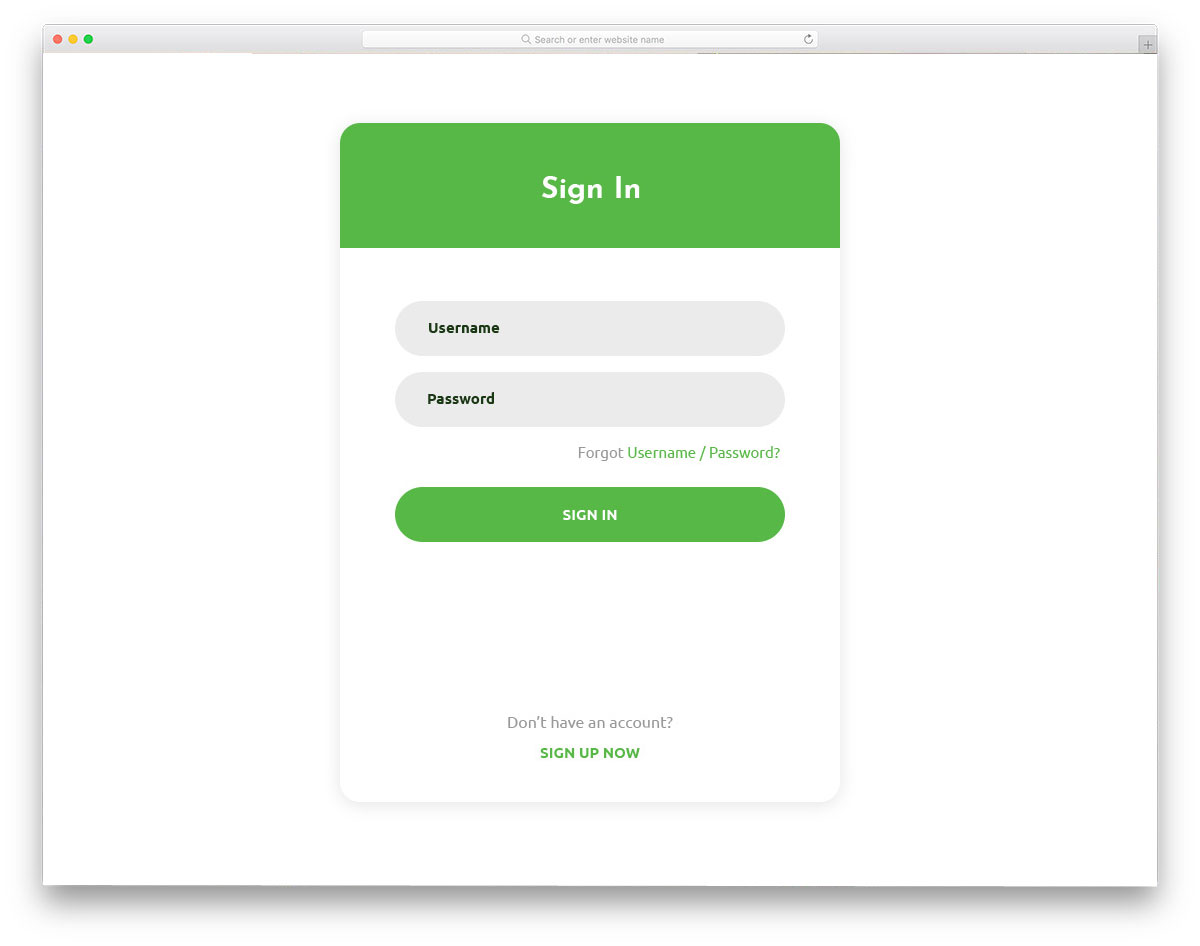 Search or enter website name
Sign In
Username
Password
Forgot Username / Password?
SIGN IN
Don’t have an account?
SIGN UP NOW